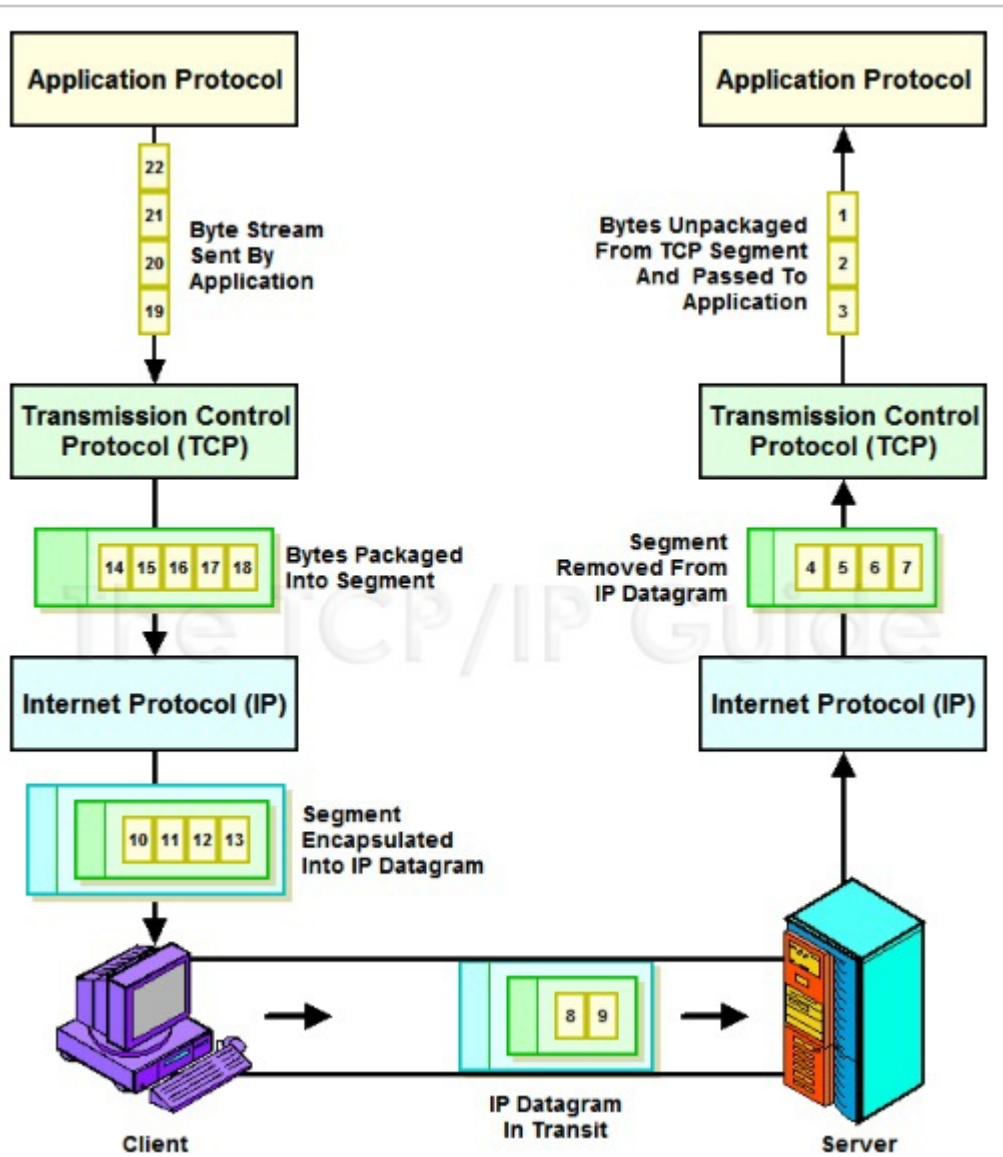 Application Protocol
22
21
20
19
Byte Stream
Sent By
Application
Transmission Control
Protocol (TCP)
14 15 16 17 18
Bytes Packaged
Into Segment
Internet Protocol (IP)
10 11 12 13
Segment
Encapsulated
Into IP Datagram
Client
8 9
IP Datagram
In Transit
Server
Internet Protocol (IP)
Segment
Removed From
IP Datagram
4 5 6 7
Transmission Control
Protocol (TCP)
Bytes Unpackaged
From TCP Segment
And Passed To
Application
1
2
3
Application Protocol
The TCP/IP Guide